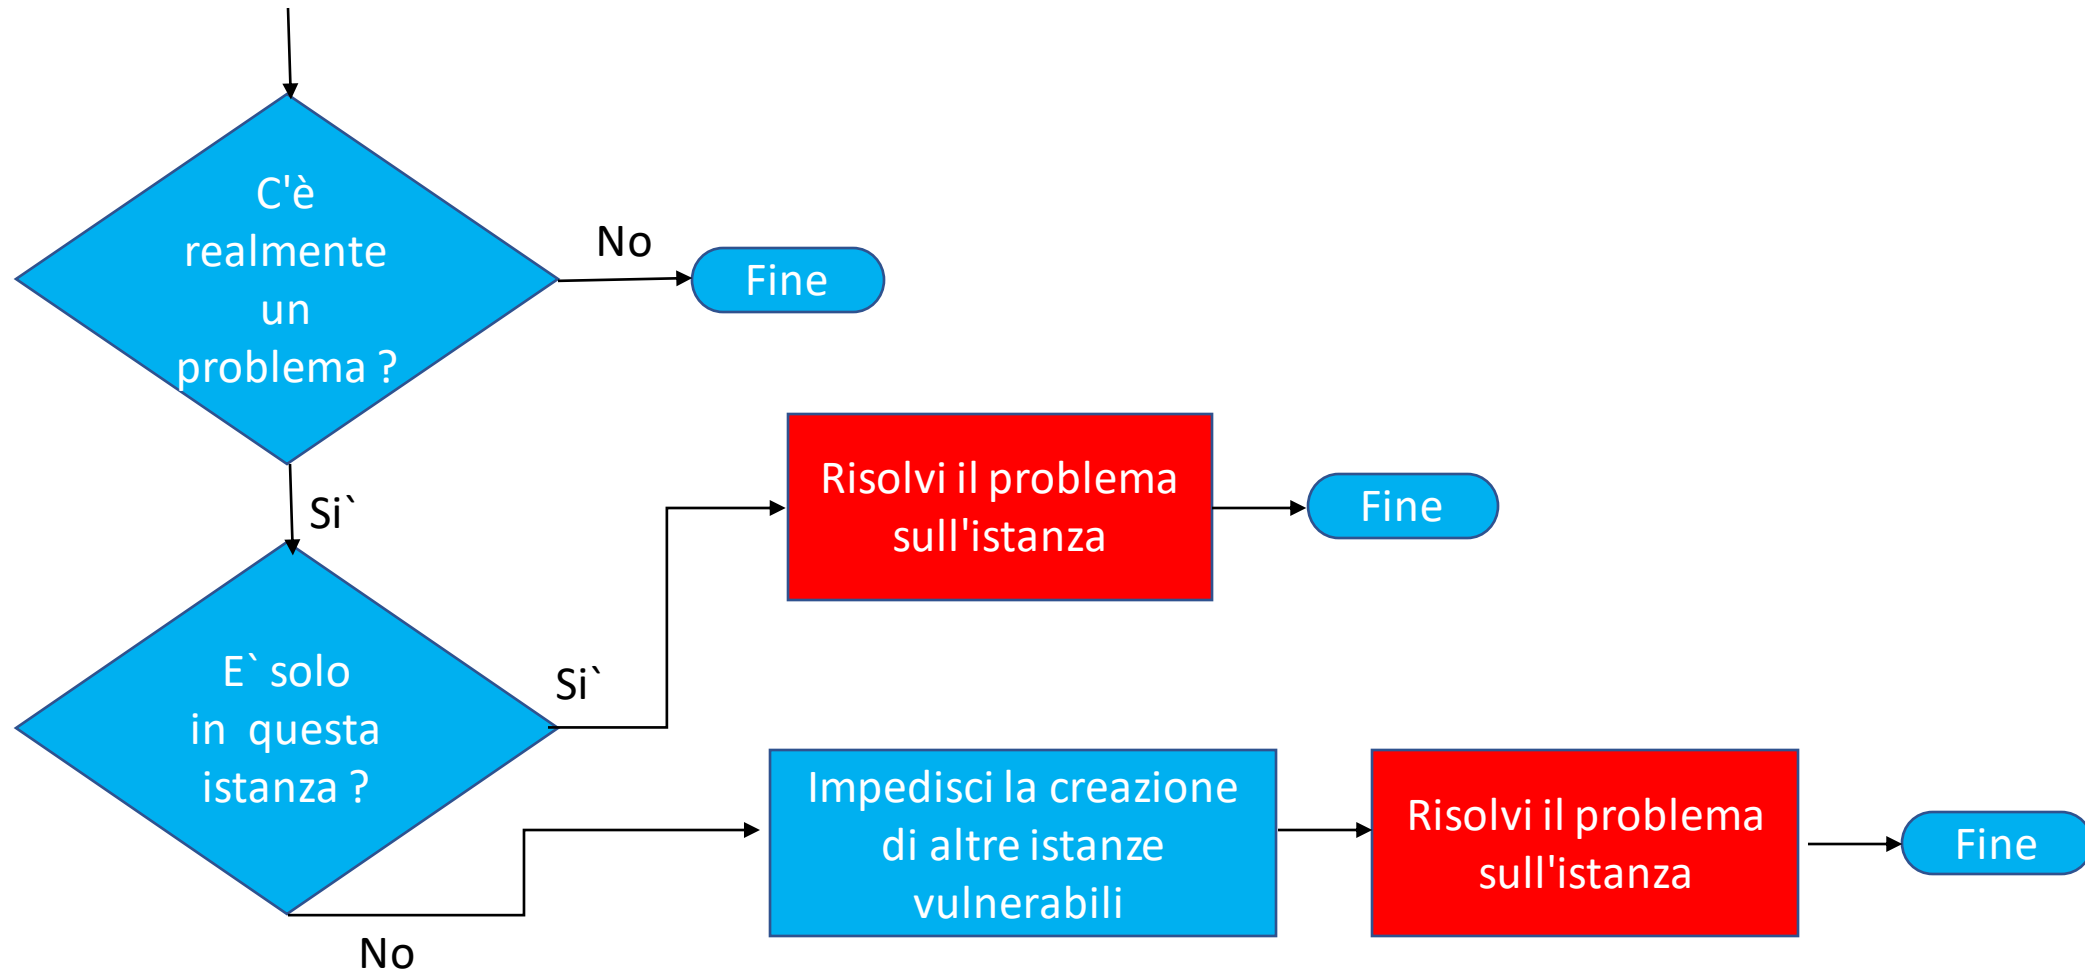 C'è
realmente
un
problema ?
No
Fine
Si`
Risolvi il problema
sull'istanza
Fine
E` solo
in questa
istanza ?
Si`
Impedisci la creazione
di altre istanze
vulnerabili
Risolvi il problema
sull'istanza
Fine
No